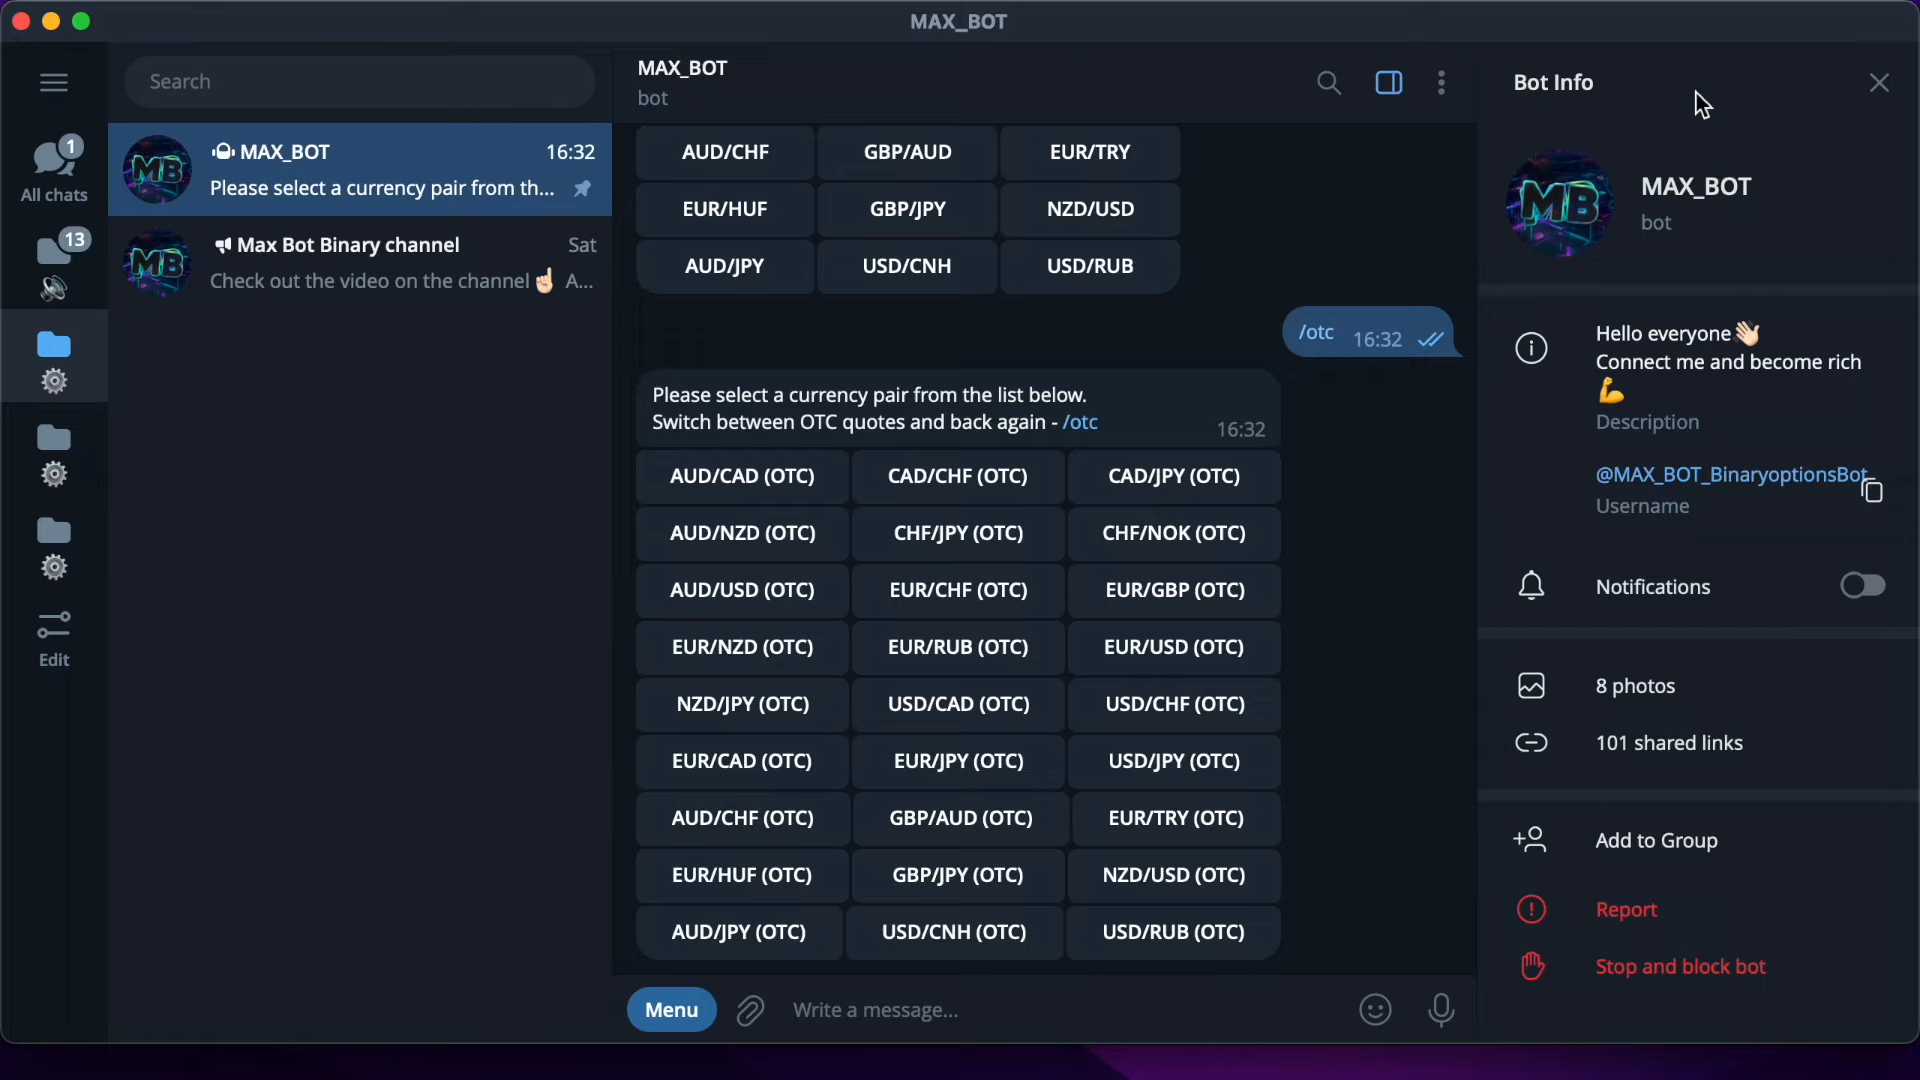 MAX_BOT
Search
1
All chats
13
Edit
MB
MAX_BOT
16:32
Please select a currency pair from th...
MB
Max Bot Binary channel
Sat
Check out the video on the channel☝🏻 A...
MAX_BOT
bot
AUD/CHF GBP/AUD EUR/TRY
EUR/HUF GBP/JPY NZD/USD
AUD/JPY USD/CNH USD/RUB
/otc 16:32
Please select a currency pair from the list below.
Switch between OTC quotes and back again - /otc
16:32
AUD/CAD (OTC) CAD/CHF (OTC) CAD/JPY (OTC)
AUD/NZD (OTC) CHF/JPY (OTC) CHF/NOK (OTC)
AUD/USD (OTC) EUR/CHF (OTC) EUR/GBP (OTC)
EUR/NZD (OTC) EUR/RUB (OTC) EUR/USD (OTC)
NZD/JPY (OTC) USD/CAD (OTC) USD/CHF (OTC)
EUR/CAD (OTC) EUR/JPY (OTC) USD/JPY (OTC)
AUD/CHF (OTC) GBP/AUD (OTC) EUR/TRY (OTC)
EUR/HUF (OTC) GBP/JPY (OTC) NZD/USD (OTC)
AUD/JPY (OTC) USD/CNH (OTC) USD/RUB (OTC)
Menu
Write a message...
Bot Info
MB
MAX_BOT
bot
Hello everyone👋🏻
Connect me and become rich
💪
Description
@MAX_BOT_BinaryoptionsBot
Username
Notifications
8 photos
101 shared links
Add to Group
Report
Stop and block bot